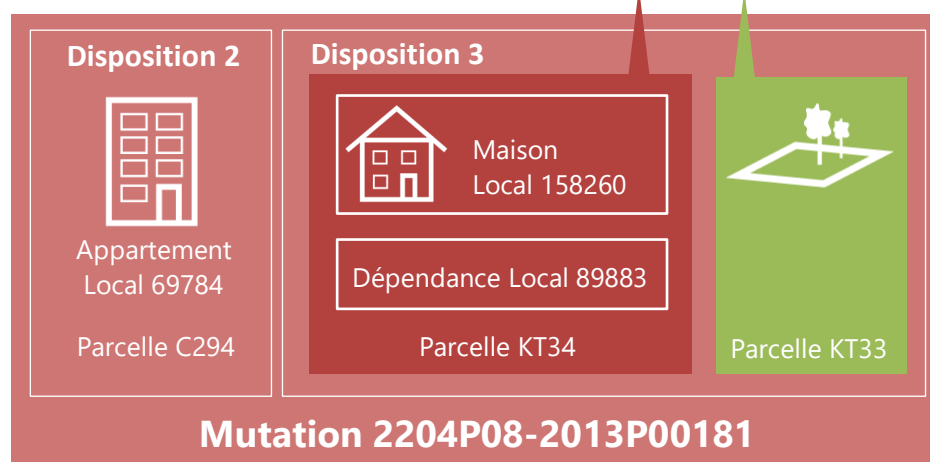 Disposition 2
Appartement
Local 69784
Parcelle C294
Disposition 3
Maison
Local 158260
Dépendance Local 89883
Parcelle KT34
Parcelle KT33
Mutation 2204P08-2013P00181